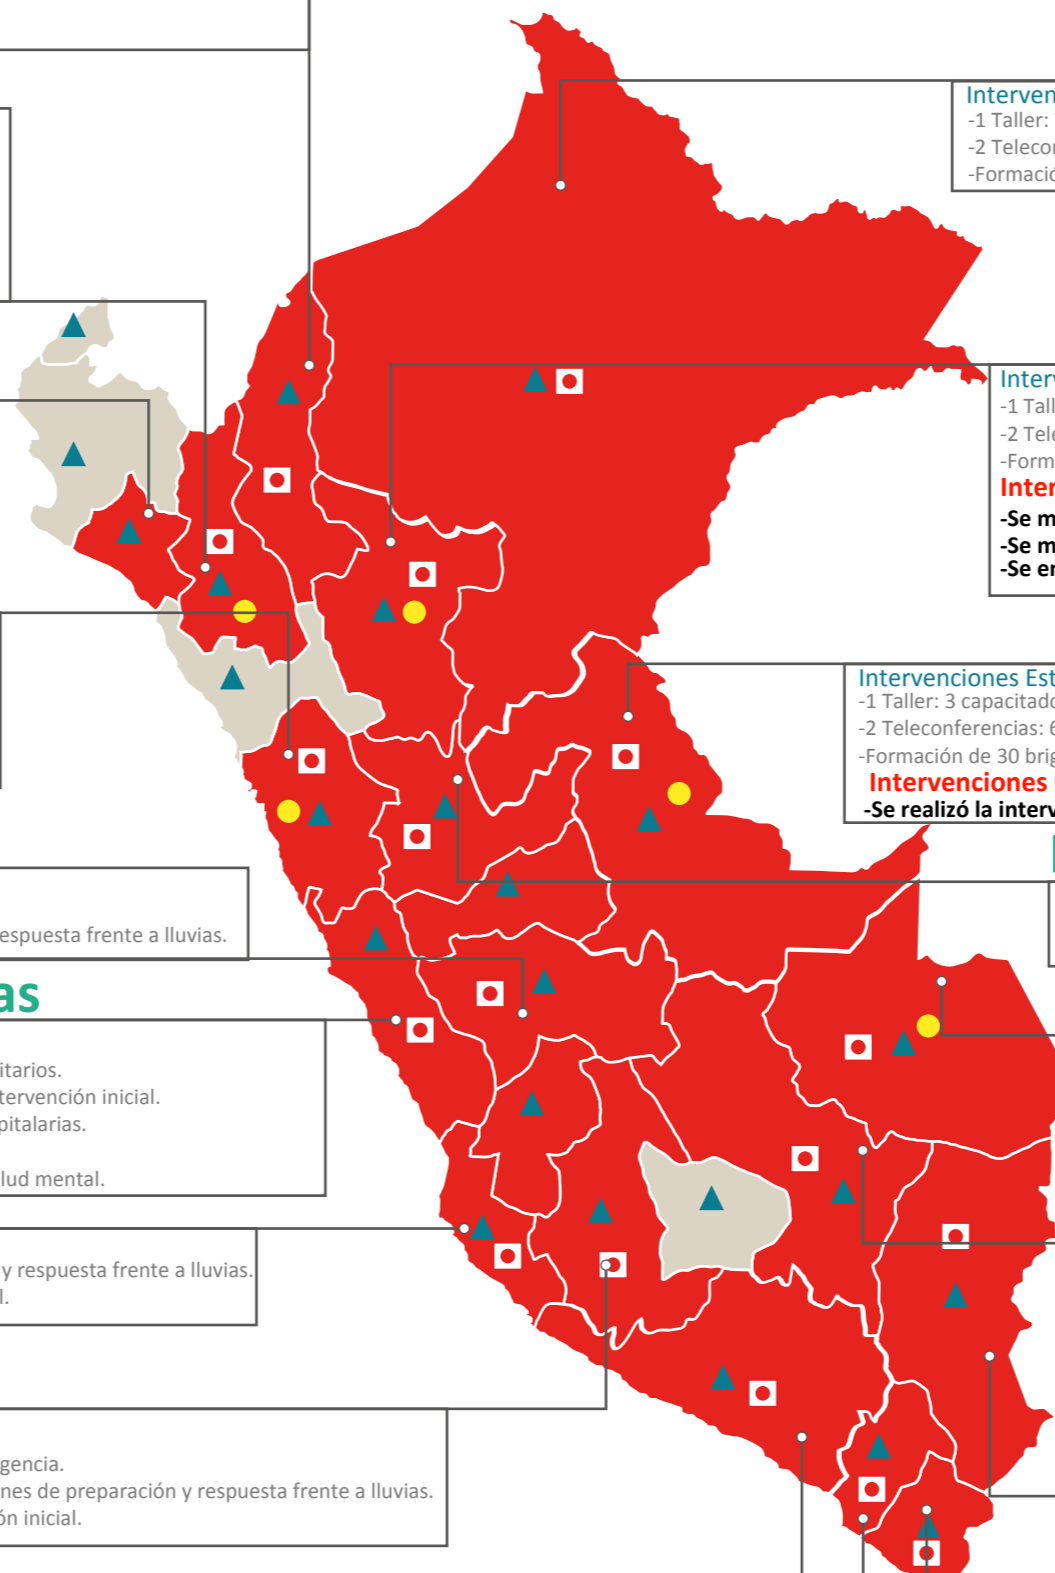 Interven
-1 Taller:
-2 Telecon
-Formació
Interv
-1 Tall
-2 Tele
-Form
Inter
-Se m
-Se m
-Se en
Intervenciones Est
-1 Taller: 3 capacitado
-2 Teleconferencias: 6
-Formación de 30 brig
Intervenciones
-Se realizó la interv
espuesta frente a lluvias.
as
itarios.
tervención inicial.
pitalarias.
lud mental.
y respuesta frente a lluvias.
l.
gencia.
nes de preparación y respuesta frente a lluvias.
ón inicial.